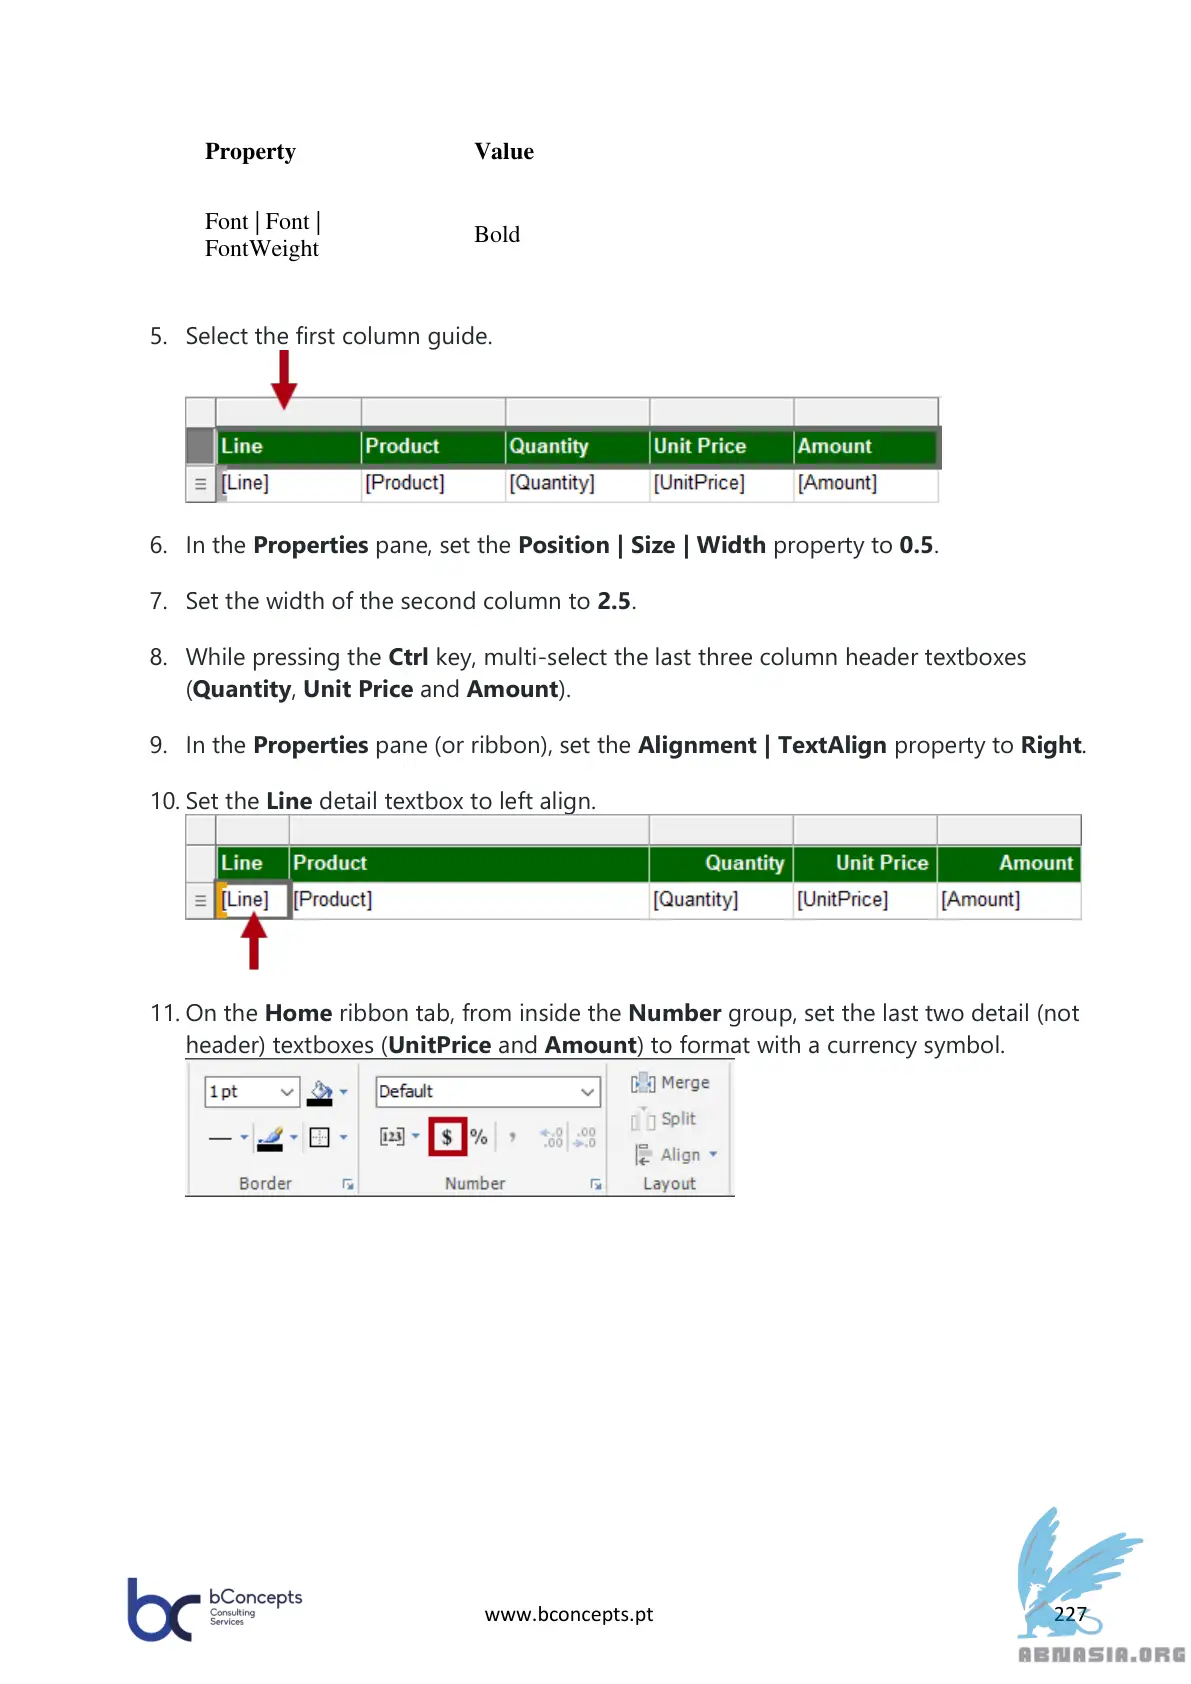 Property Value
Font | Font |
FontWeight
Bold
5. Select the first column guide.
Line Product Quantity Unit Price Amount
[Line] [Product] [Quantity] [UnitPrice] [Amount]
6. In the Properties pane, set the Position | Size | Width property to 0.5.
7. Set the width of the second column to 2.5.
8. While pressing the Ctrl key, multi-select the last three column header textboxes
(Quantity, Unit Price and Amount).
9. In the Properties pane (or ribbon), set the Alignment | TextAlign property to Right.
10. Set the Line detail textbox to left align.
Line Product Quantity Unit Price Amount
[Line] [Product] [Quantity] [UnitPrice] [Amount]
11. On the Home ribbon tab, from inside the Number group, set the last two detail (not
header) textboxes (UnitPrice and Amount) to format with a currency symbol.
1 pt Default Merge
[123] $ % , .0 .00 .00 .0 Split
Align
Border Number Layout
bc bConcepts
Consulting
Services
www.bconcepts.pt
227
ABNASIA.ORG